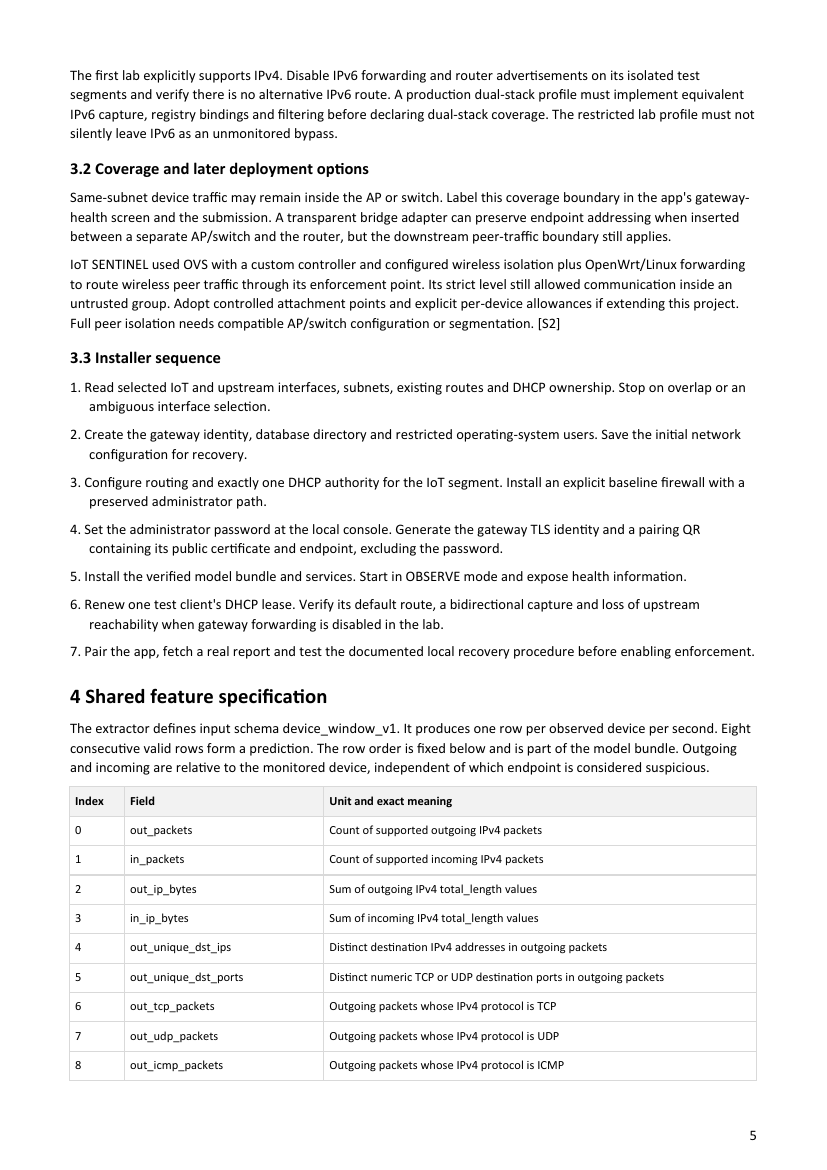 The first lab explicitly supports IPv4. Disable IPv6 forwarding and router advertisements on its isolated test
segments and verify there is no alternative IPv6 route. A production dual-stack profile must implement equivalent
IPv6 capture, registry bindings and filtering before declaring dual-stack coverage. The restricted lab profile must not
silently leave IPv6 as an unmonitored bypass.
3.2 Coverage and later deployment options
Same-subnet device traffic may remain inside the AP or switch. Label this coverage boundary in the app's gateway-
health screen and the submission. A transparent bridge adapter can preserve endpoint addressing when inserted
between a separate AP/switch and the router, but the downstream peer-traffic boundary still applies.
IoT SENTINEL used OVS with a custom controller and configured wireless isolation plus OpenWrt/Linux forwarding
to route wireless peer traffic through its enforcement point. Its strict level still allowed communication inside an
untrusted group. Adopt controlled attachment points and explicit per-device allowances if extending this project.
Full peer isolation needs compatible AP/switch configuration or segmentation. [S2]
3.3 Installer sequence
1. Read selected IoT and upstream interfaces, subnets, existing routes and DHCP ownership. Stop on overlap or an
ambiguous interface selection.
2. Create the gateway identity, database directory and restricted operating-system users. Save the initial network
configuration for recovery.
3. Configure routing and exactly one DHCP authority for the IoT segment. Install an explicit baseline firewall with a
preserved administrator path.
4. Set the administrator password at the local console. Generate the gateway TLS identity and a pairing QR
containing its public certificate and endpoint, excluding the password.
5. Install the verified model bundle and services. Start in OBSERVE mode and expose health information.
6. Renew one test client's DHCP lease. Verify its default route, a bidirectional capture and loss of upstream
reachability when gateway forwarding is disabled in the lab.
7. Pair the app, fetch a real report and test the documented local recovery procedure before enabling enforcement.
4 Shared feature specification
The extractor defines input schema device_window_v1. It produces one row per observed device per second. Eight
consecutive valid rows form a prediction. The row order is fixed below and is part of the model bundle. Outgoing
and incoming are relative to the monitored device, independent of which endpoint is considered suspicious.
Index Field Unit and exact meaning
0 out_packets Count of supported outgoing IPv4 packets
1 in_packets Count of supported incoming IPv4 packets
2 out_ip_bytes Sum of outgoing IPv4 total_length values
3 in_ip_bytes Sum of incoming IPv4 total_length values
4 out_unique_dst_ips Distinct destination IPv4 addresses in outgoing packets
5 out_unique_dst_ports Distinct numeric TCP or UDP destination ports in outgoing packets
6 out_tcp_packets Outgoing packets whose IPv4 protocol is TCP
7 out_udp_packets Outgoing packets whose IPv4 protocol is UDP
8 out_icmp_packets Outgoing packets whose IPv4 protocol is ICMP
5